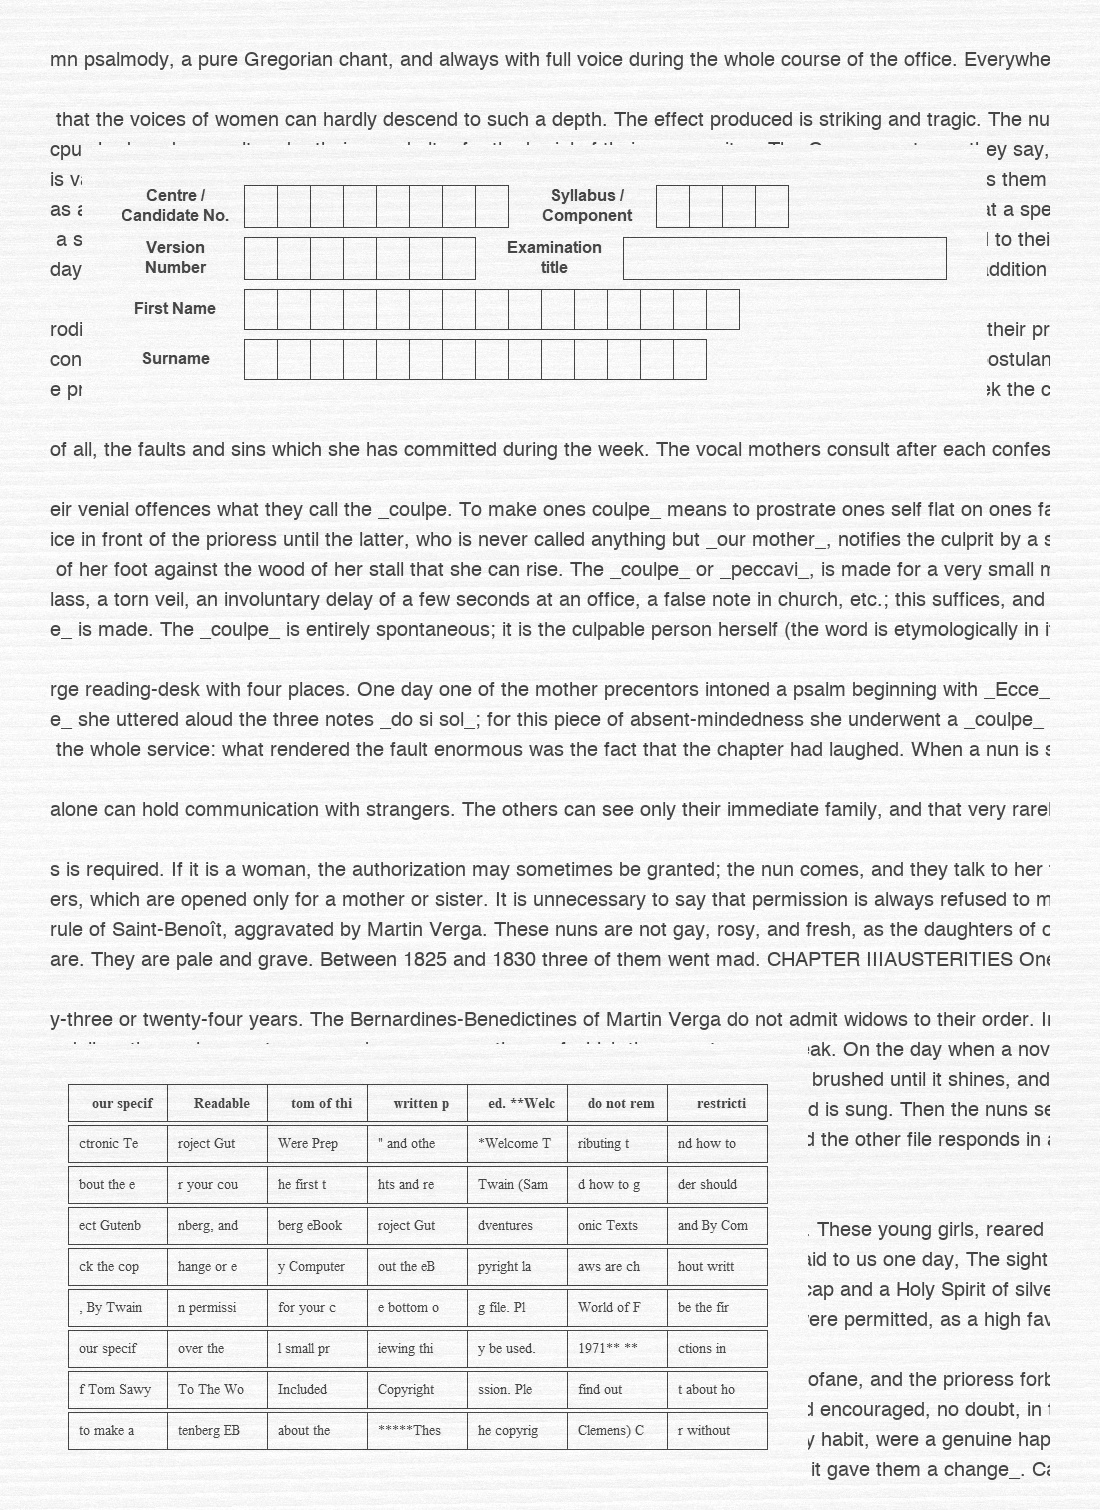 mn psalmody, a pure Gregorian chant, and always with full voice during the whole course of the office. Everywhe
that the voices of women can hardly descend to such a depth. The effect produced is striking and tragic. The nu
cpu ey say,
is them
as at a spe
a to thei
day addition
Centre / Candidate No.
Syllabus / Component
Version Number
Examination title
First Name
Surname
rodi their pr
con ostulan
e the c
of all, the faults and sins which she has committed during the week. The vocal mothers consult after each confes
eir venial offences what they call the _coulpe. To make ones coulpe_ means to prostrate ones self flat on ones fa
ice in front of the prioress until the latter, who is never called anything but _our mother_, notifies the culprit by a s
of her foot against the wood of her stall that she can rise. The _coulpe_ or _peccavi_, is made for a very small m
lass, a torn veil, an involuntary delay of a few seconds at an office, a false note in church, etc.; this suffices, and
e_ is made. The _coulpe_ is entirely spontaneous; it is the culpable person herself (the word is etymologically in
rge reading-desk with four places. One day one of the mother precentors intoned a psalm beginning with _Ecce_
e_ she uttered aloud the three notes _do si sol_; for this piece of absent-mindedness she underwent a _coulpe_
the whole service: what rendered the fault enormous was the fact that the chapter had laughed. When a nun is s
alone can hold communication with strangers. The others can see only their immediate family, and that very rarel
s is required. If it is a woman, the authorization may sometimes be granted; the nun comes, and they talk to her
ers, which are opened only for a mother or sister. It is unnecessary to say that permission is always refused to m
rule of Saint-Benoît, aggravated by Martin Verga. These nuns are not gay, rosy, and fresh, as the daughters of o
are. They are pale and grave. Between 1825 and 1830 three of them went mad. CHAPTER IIIAUSTERITIES One
y-three or twenty-four years. The Bernardines-Benedictines of Martin Verga do not admit widows to their order. In
eak. On the day when a nov
brushed until it shines, and
d is sung. Then the nuns se
d the other file responds in a
. These young girls, reared
aid to us one day, The sight
cap and a Holy Spirit of silve
were permitted, as a high fav
ofane, and the prioress forb
d encouraged, no doubt, in
y habit, were a genuine hap
it gave them a change_. Ca
our specif Readable tom of thi written p ed. **Welc do not rem restricti
ctronic Te roject Gut Were Prep " and othe *Welcome T ributing t nd how to
bout the e r your cou he first t hts and re Twain (Sam d how to g der should
ect Gutenb nberg, and berg eBook roject Gut dventures onic Texts and By Com
ck the cop hange or e y Computer out the eB pyright la aws are ch hout writt
, By Twain n permissi for your c e bottom o g file. Pl World of F be the fir
our specif over the l small pr iewing thi y be used. 1971** ** ctions in
f Tom Sawy To The Wo Included Copyright ssion. Ple find out t about ho
to make a tenberg EB about the *****Thes he copyrig Clemens) C r without